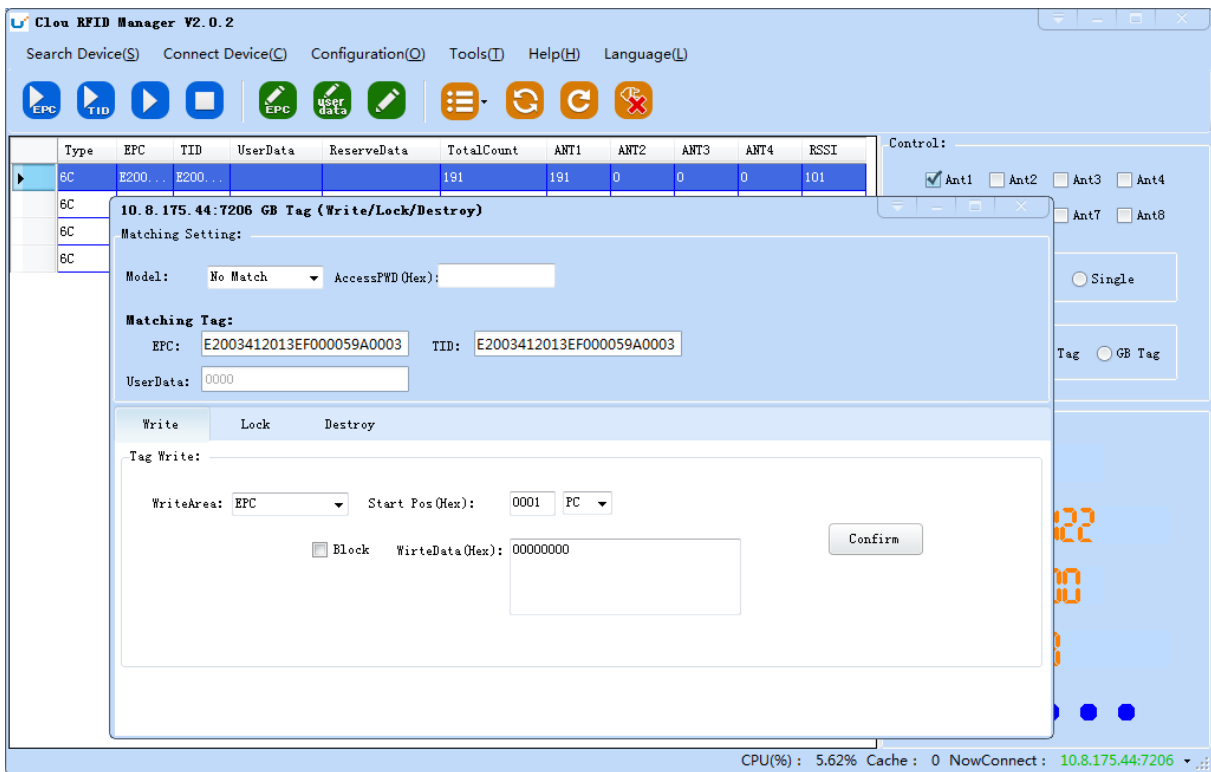 Clou RFID Manager V2.0.2
Search Device(S) Connect Device(C) Configuration(O) Tools(T) Help(H) Language(L)
EPC TID EPC user data
Type EPC TID UserData ReserveData TotalCount ANT1 ANT2 ANT3 ANT4 RSSI
6C E200... E200... 191 191 0 0 0 101
6C
6C
6C
Control:
Ant1 Ant2 Ant3 Ant4
Ant7 Ant8
Single
Tag GB Tag
10.8.175.44:7206 GB Tag(Write/Lock/Destroy)
Matching Setting:
Model: No Match AccessPWD(Hex):
Matching Tag:
EPC: E2003412013EF000059A0003 TID: E2003412013EF000059A0003
UserData: 0000
Write Lock Destroy
Tag Write:
WriteArea: EPC Start Pos(Hex): 0001 PC
Block WirteData(Hex): 00000000
Confirm
CPU(%) : 5.62% Cache : 0 NowConnect : 10.8.175.44:7206